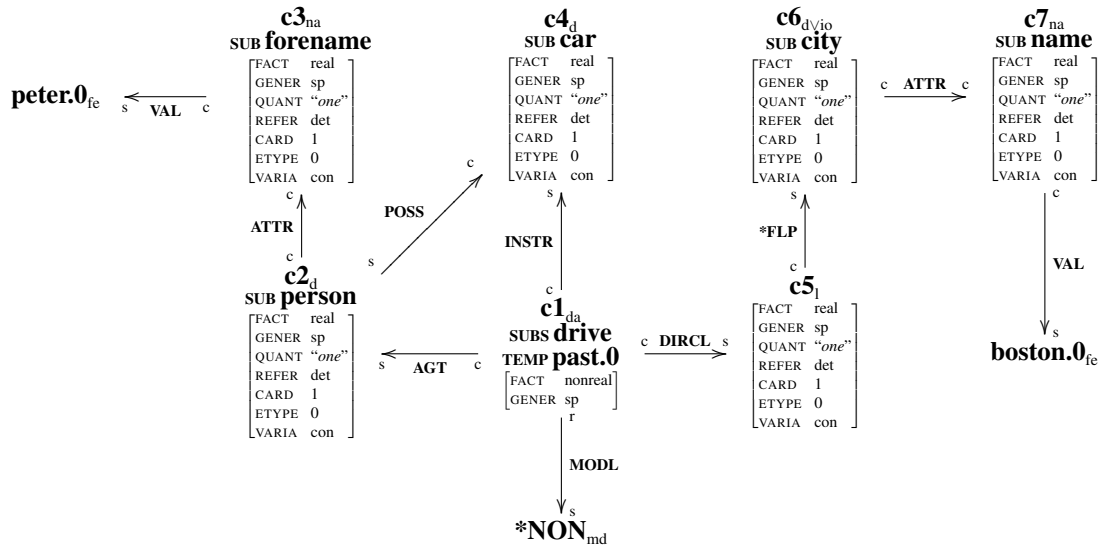 c3na
SUB forename
FACT real
GENER sp
QUANT "one"
REFER det
CARD 1
ETYPE 0
VARIA con
c4d
SUB car
FACT real
GENER sp
QUANT "one"
REFER det
CARD 1
ETYPE 0
VARIA con
c6d∨io
SUB city
FACT real
GENER sp
QUANT "one"
REFER det
CARD 1
ETYPE 0
VARIA con
c7na
SUB name
FACT real
GENER sp
QUANT "one"
REFER det
CARD 1
ETYPE 0
VARIA con
peter.0fe
s VAL c
c ATTR c
c ATTR c
s POSS c
s INSTR c
s *FLP c
c VAL s
c2d
SUB person
FACT real
GENER sp
QUANT "one"
REFER det
CARD 1
ETYPE 0
VARIA con
s AGT c
c1da
SUBS drive
TEMP past.0
FACT nonreal
GENER sp
c DIRCL s
c5l
FACT real
GENER sp
QUANT "one"
REFER det
CARD 1
ETYPE 0
VARIA con
boston.0fe
r MODL s
*NONmd